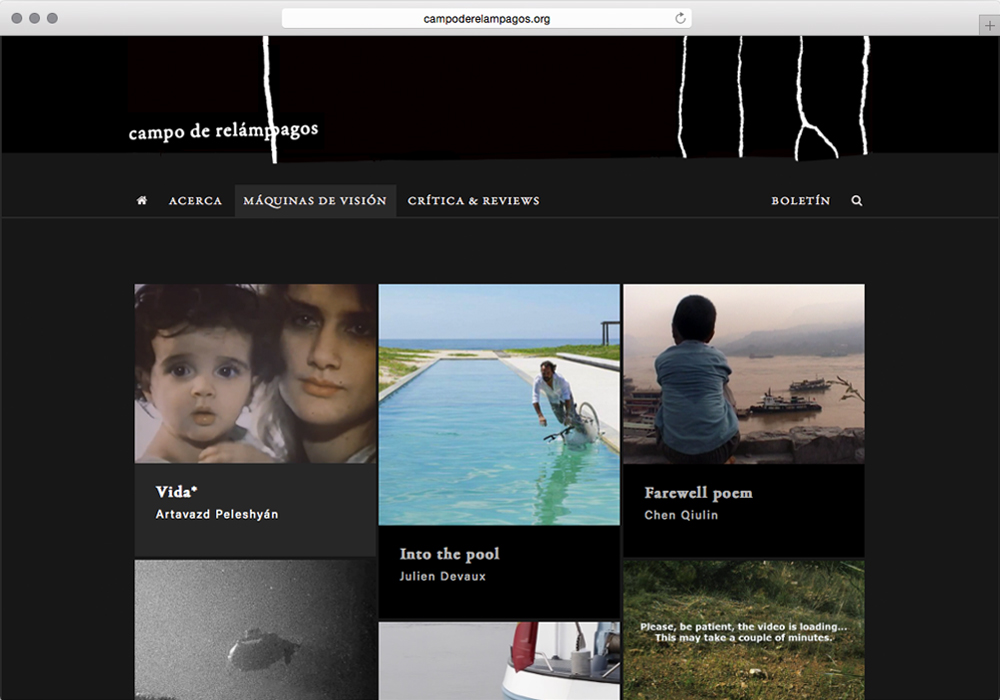 campoderelampagos.org
campo de relámpagos
ACERCA
MÁQUINAS DE VISIÓN
CRÍTICA & REVIEWS
BOLETÍN
Vida*
Artavazd Peleshyán
Into the pool
Julien Devaux
Farewell poem
Chen Qiulin
Please, be patient, the video is loading...
This may take a couple of minutes.